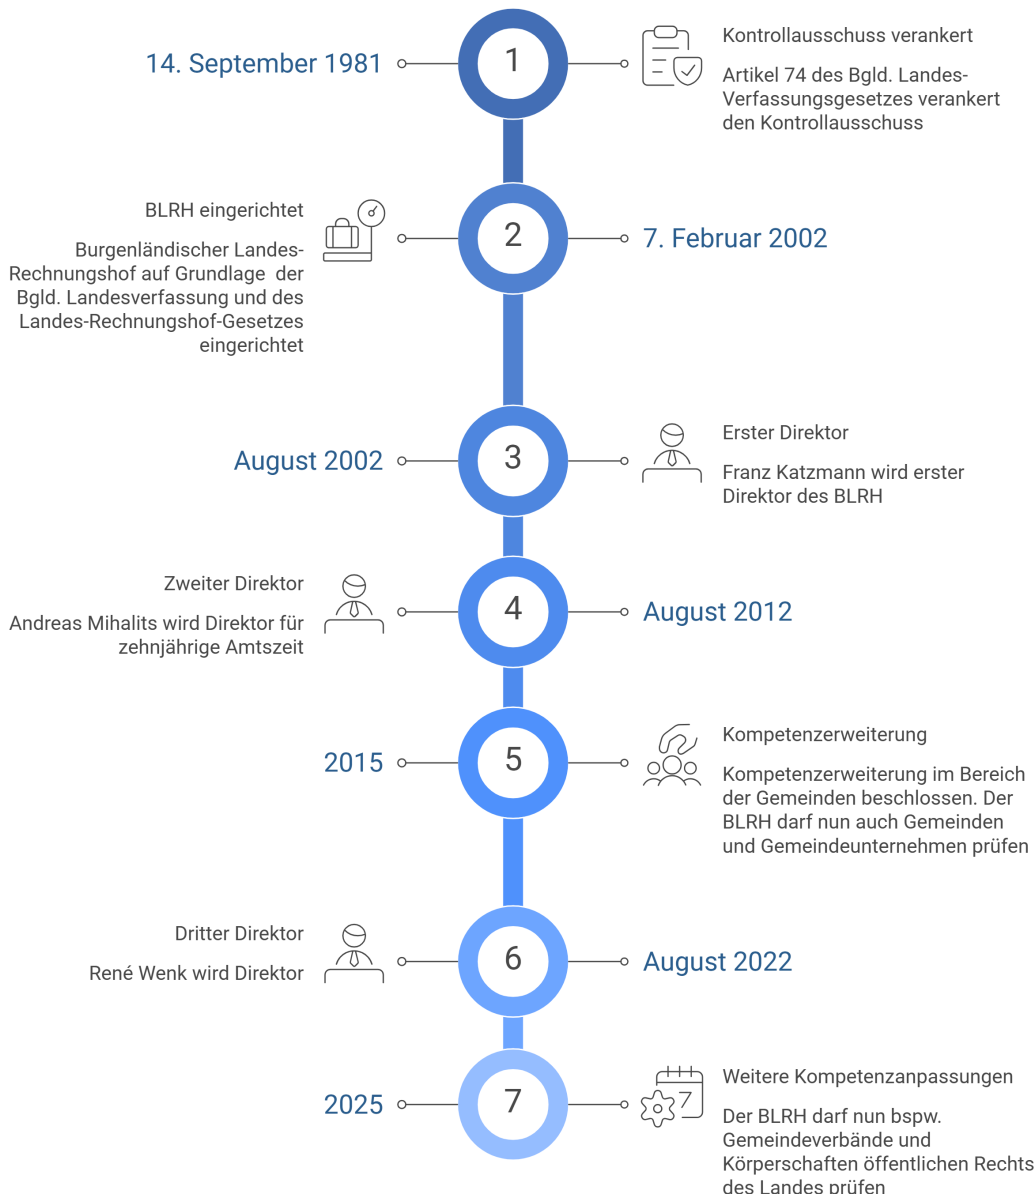 14. September 1981
1
Kontrollausschuss verankert
Artikel 74 des Bgld. Landes-
Verfassungsgesetzes verankert
den Kontrollausschuss
BLRH eingerichtet
Burgenländischer Landes-
Rechnungshof auf Grundlage der
Bgld. Landesverfassung und des
Landes-Rechnungshof-Gesetzes
eingerichtet
2
7. Februar 2002
August 2002
3
Erster Direktor
Franz Katzmann wird erster
Direktor des BLRH
Zweiter Direktor
Andreas Mihalits wird Direktor für
zehnjährige Amtszeit
4
August 2012
2015
5
Kompetenzerweiterung
Kompetenzerweiterung im Bereich
der Gemeinden beschlossen. Der
BLRH darf nun auch Gemeinden
und Gemeindeunternehmen prüfen
Dritter Direktor
René Wenk wird Direktor
6
August 2022
2025
7
7
Weitere Kompetenzanpassungen
Der BLRH darf nun bspw.
Gemeindeverbände und
Körperschaften öffentlichen Rechts
des Landes prüfen